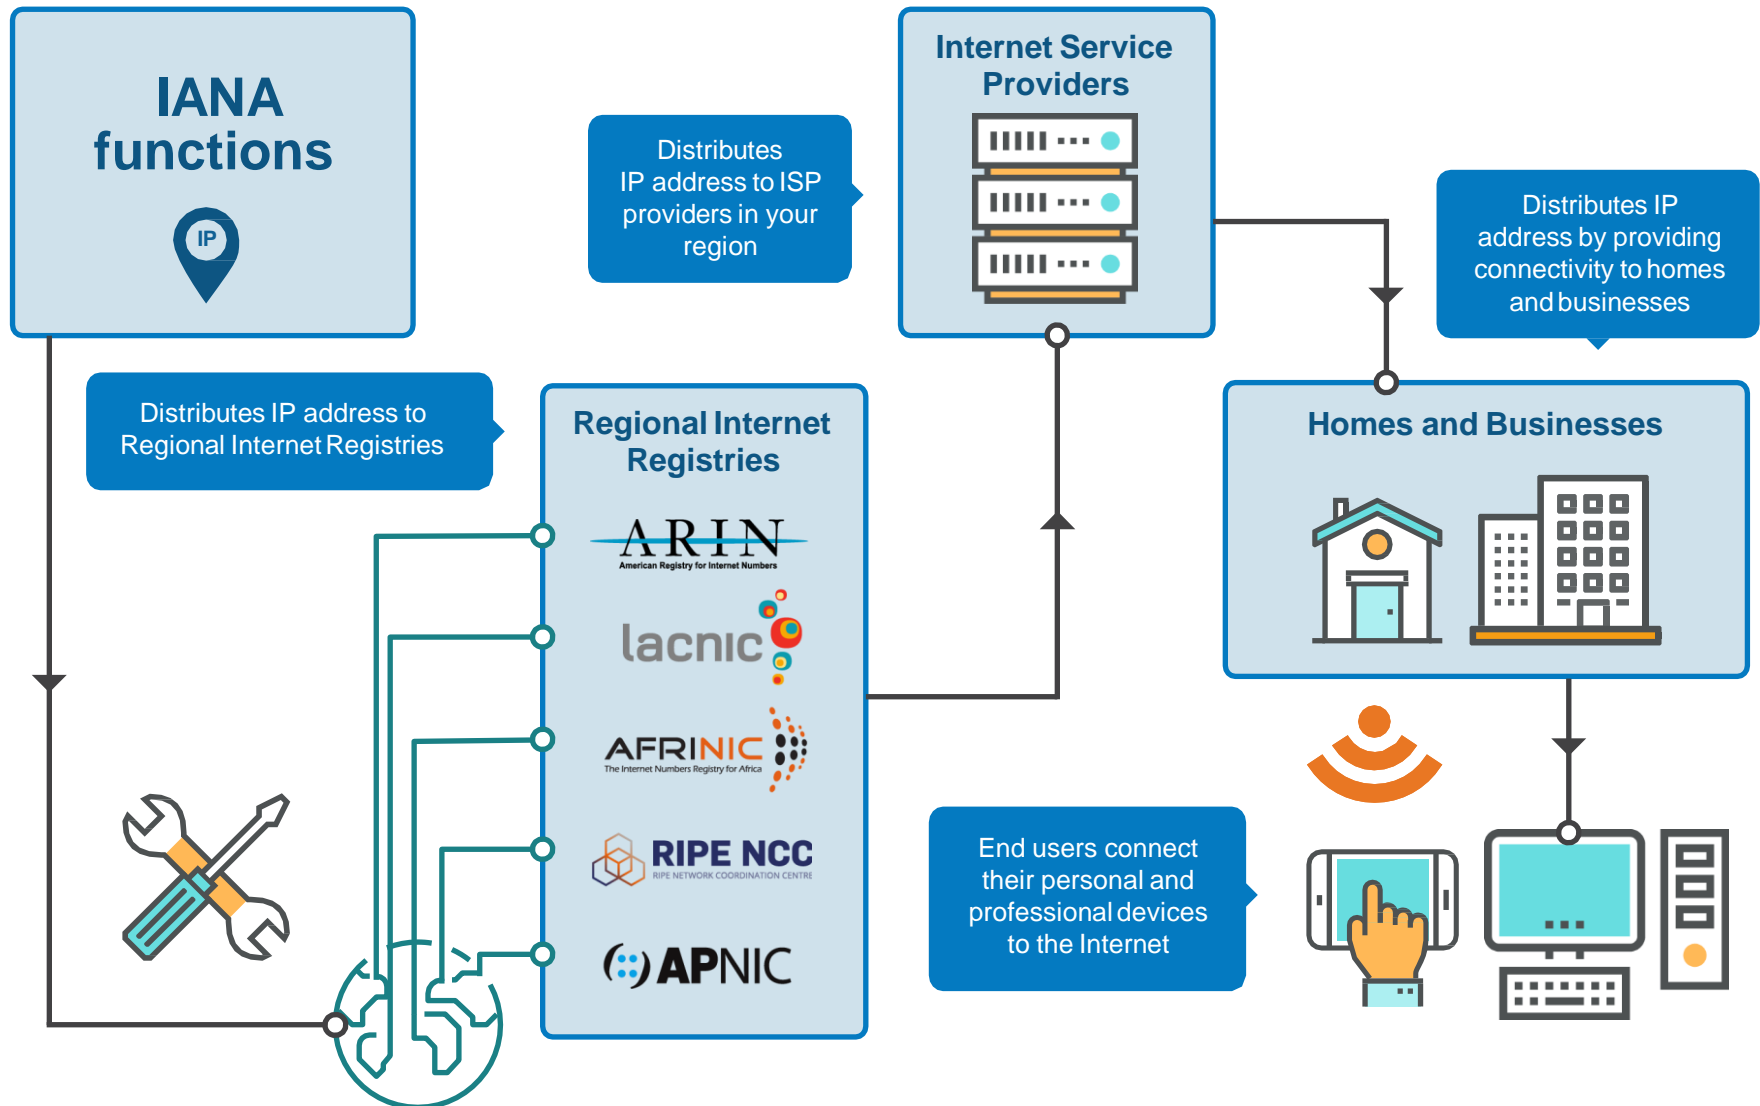 IANA
functions
IP
Distributes IP address to
Regional Internet Registries
Regional Internet
Registries
ARIN
American Registry for Internet Numbers
lacnic
AFRINIC
The Internet Numbers Registry for Africa
RIPE NCC
RIPE NETWORK COORDINATION CENTRE
APNIC
Distributes
IP address to ISP
providers in your
region
Internet Service
Providers
Distributes IP
address by providing
connectivity to homes
and businesses
Homes and Businesses
End users connect
their personal and
professional devices
to the Internet